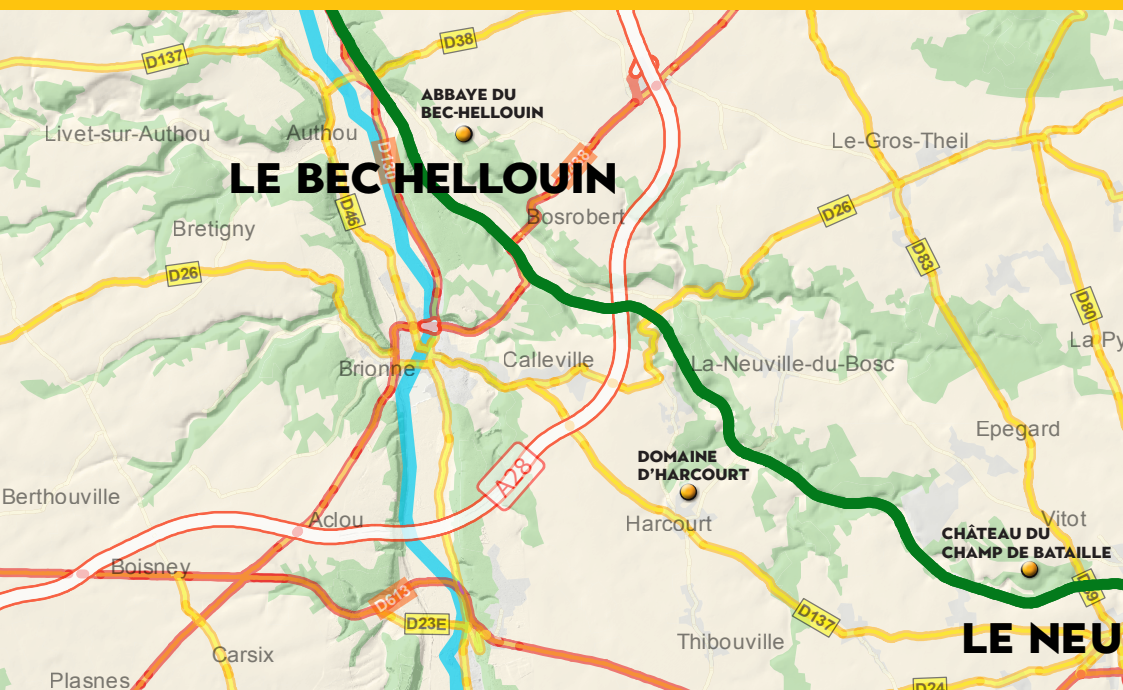 D38
D137
ABBAYE DU
BEC-HELLOUIN
Livet-sur-Authou
Authou
Le-Gros-Theil
D130
LE BEC HELLOUIN
D46
Bosrobert
D26
Bretigny
D83
D26
D80
Calleville
La-Neuville-du-Bosc
Brionne
Epegard
DOMAINE
D'HARCOURT
A28
Berthouville
Harcourt
Aclou
Vitot
CHÂTEAU DU
CHAMP DE BATAILLE
Boisney
D613
D137
D23E
LE NEU
Thibouville
Carsix
Plasnes
D24